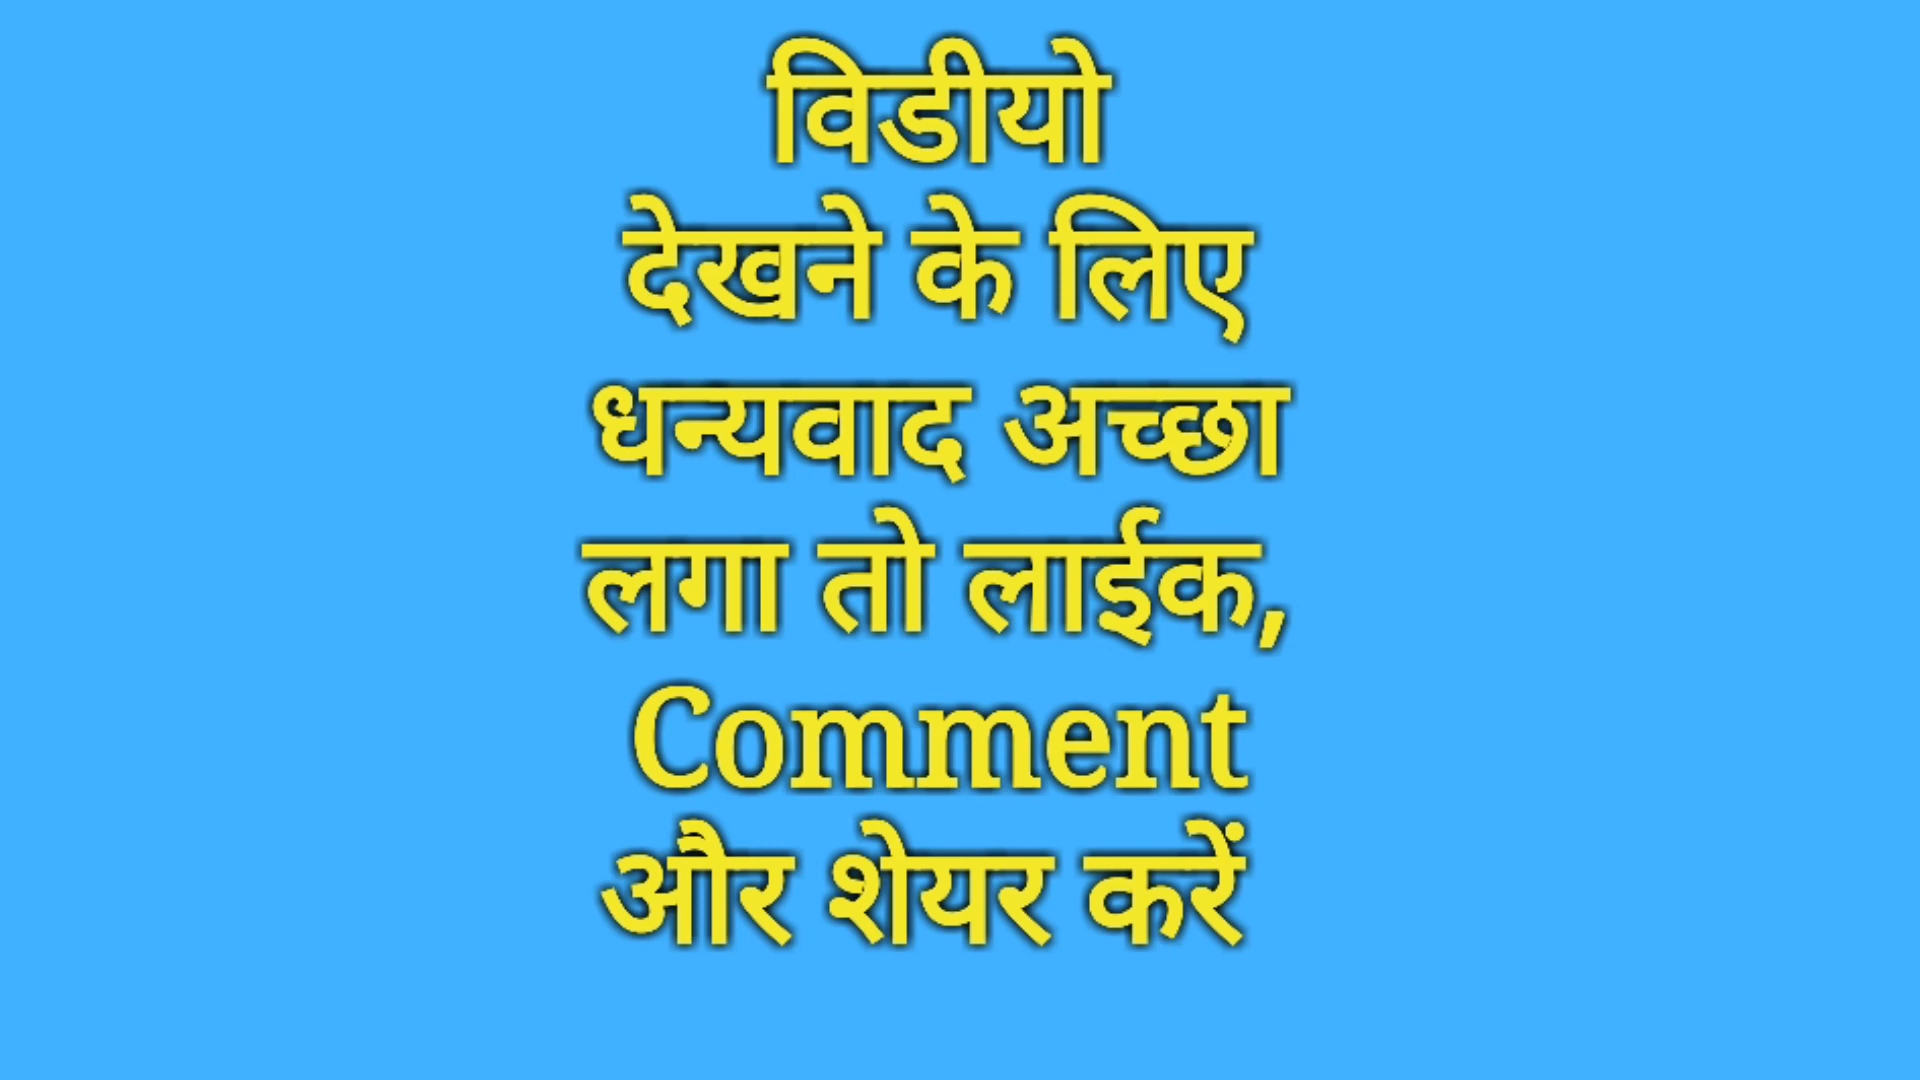 विडीयो
देखने के लिए
धन्यवाद अच्छा
लगा तो लाईक,
Comment
और शेयर करें